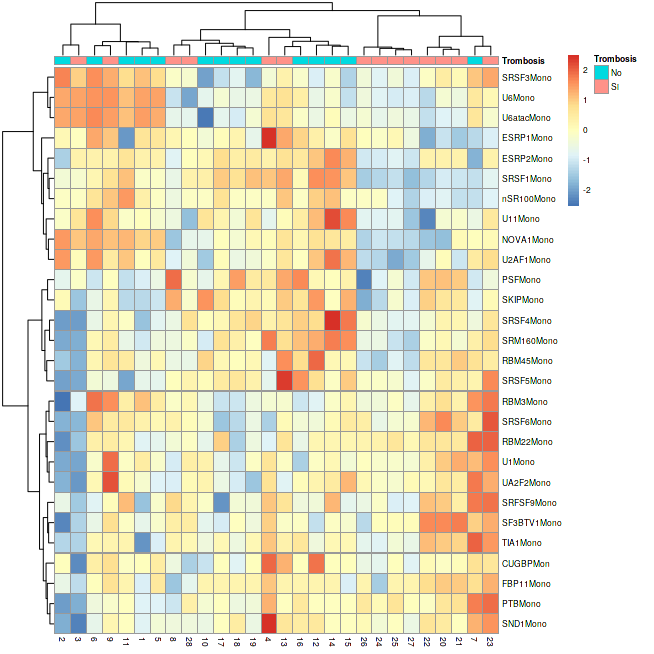 Trombosis
SRSF3Mono
U6Mono
U6atacMono
ESRP1Mono
ESRP2Mono
SRSF1Mono
nSR100Mono
U11Mono
NOVA1Mono
U2AF1Mono
PSFMono
SKIPMono
SRSF4Mono
SRM160Mono
RBM45Mono
SRSF5Mono
RBM3Mono
SRSF6Mono
RBM22Mono
U1Mono
UA2F2Mono
SRFSF9Mono
SF3BTV1Mono
TIA1Mono
CUGBPMon
FBP11Mono
PTBMono
SND1Mono
2 3 6 9 11 1 5 8 28 10 17 18 19 4 13 16 12 14 15 26 24 25 27 22 20 21 7 23
2
1
0
-1
-2
Trombosis
No
SI